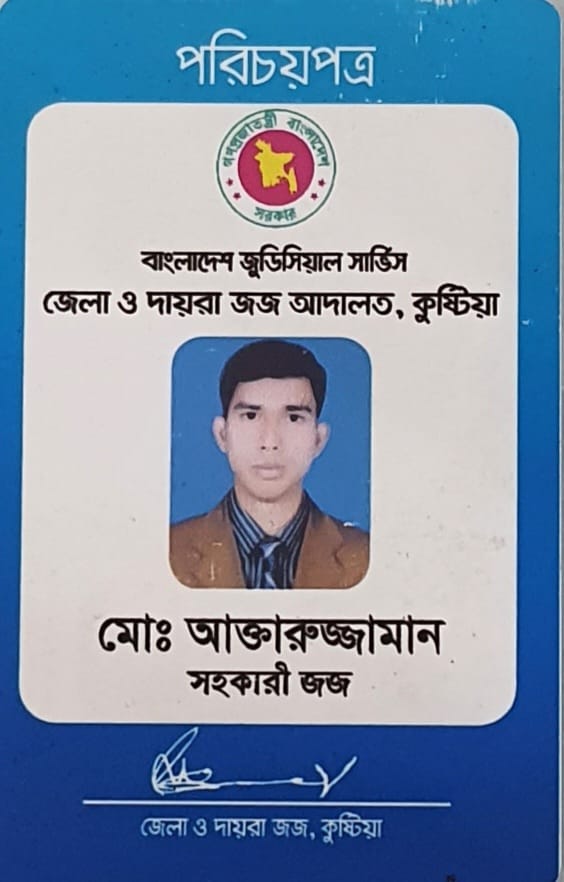 পরিচয়পত্র
গণপ্রজাতন্ত্রী বাংলাদেশ
সরকার
বাংলাদেশ জুডিসিয়াল সার্ভিস
জেলা ও দায়রা জজ আদালত, কুষ্টিয়া
মোঃ আক্তারুজ্জামান
সহকারী জজ
জেলা ও দায়রা জজ, কুষ্টিয়া